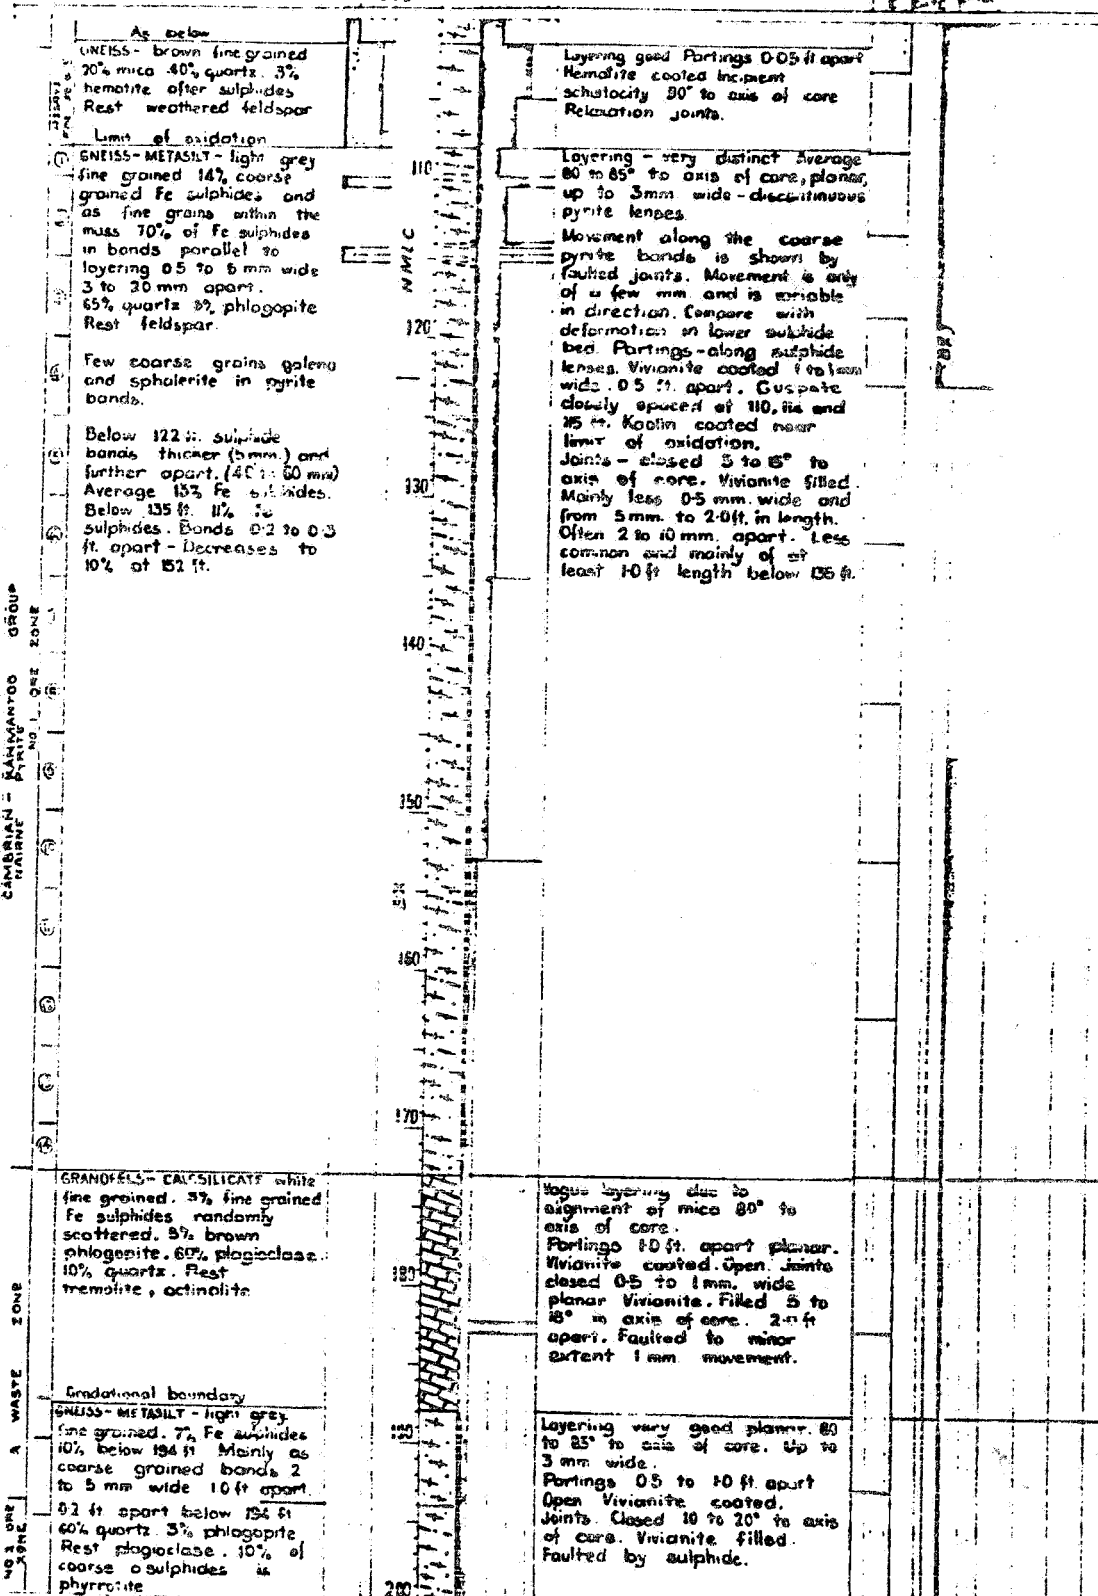 As below
GNEISS - brown fine grained
20% mica 40% quartz. 3%
hematite after sulphides
Rest weathered feldspar
Limit of oxidation
GNEISS-METASILT - light grey
fine grained 14% coarse
grained Fe sulphides and
as fine grains within the
mass 70% of Fe sulphides
in bands parallel to
layering 0.5 to 6 mm wide
3 to 20 mm apart.
65% quartz 8% phlogopite
Rest feldspar.
Few coarse grains galena
and sphalerite in pyrite
bands.
Below 122 ft. sulphide
bands thicker (5mm.) and
further apart. (40 to 60 mm)
Average 13% Fe sulphides.
Below 135 ft. 11% Fe
sulphides. Bands 0.2 to 0.3
ft. apart - Decreases to
10% at 152 ft.
GRANOFELS - CALCSILICATE white
fine grained. 3% fine grained
Fe sulphides randomly
scattered. 5% brown
phlogopite. 60% plagioclase.
10% quartz. Rest
tremolite, actinolite
Gradational boundary
GNEISS-METASILT - light grey
fine grained. 7% Fe sulphides
10% below 194 ft Mainly as
coarse grained bands 2
to 5 mm wide 1.0 ft apart.
0.2 ft apart below 194 ft
60% quartz 3% phlogopite
Rest plagioclase. 10% of
coarse sulphides is
phyrrotite
CAMBRIAN - KANMANTOO GROUP
NAIRNE PYRITE
NO 1 ORE ZONE
A WASTE ZONE
NO 2 ORE
ZONE
NMLC
110
120
130
140
150
160
170
180
190
200
Layering good Partings 0.05 ft apart
Hematite coated Incipient
schistocity 90° to axis of core
Relaxation joints.
Layering - very distinct Average
80 to 85° to axis of core, planar,
up to 3mm wide - discontinuous
pyrite lenses.
Movement along the coarse
pyrite bands is shown by
faulted joints. Movement is only
of a few mm and is variable
in direction. Compare with
deformation in lower sulphide
bed. Partings - along sulphide
lenses. Vivianite coated 1mm
wide. 0.5 ft. apart. Cuspate
closely spaced at 110, 114 and
115 ft. Kaolin coated near
limit of oxidation.
Joints - closed 5 to 15° to
axis of core. Vivianite filled.
Mainly less 0.5 mm. wide and
from 5mm. to 2.0ft. in length.
Often 2 to 10 mm. apart. Less
common and mainly of at
least 1.0 ft length below 135 ft.
Vague layering due to
alignment of mica 80° to
axis of core.
Partings 1.0 ft. apart planar.
Vivianite coated. Open. Joints
closed 0.5 to 1mm. wide
planar Vivianite. Filled 5 to
18° to axis of core. 2.0 ft
apart. Faulted to minor
extent 1 mm movement.
Layering very good planar. 80
to 85° to axis of core. Up to
3 mm wide.
Partings 0.5 to 1.0 ft. apart
Open Vivianite coated.
Joints. Closed 10 to 20° to axis
of core. Vivianite filled.
Faulted by sulphide.